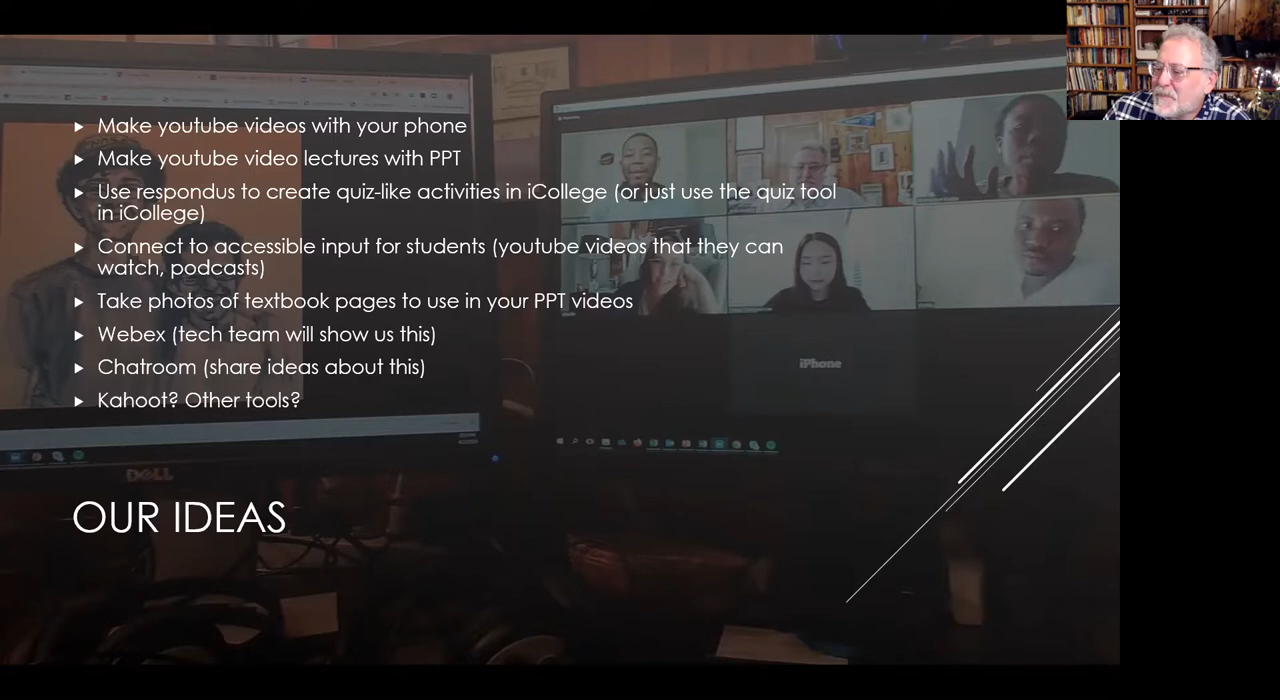 Make youtube videos with your phone
Make youtube video lectures with PPT
Use respondus to create quiz-like activities in iCollege (or just use the quiz tool
in iCollege)
Connect to accessible input for students (youtube videos that they can
watch, podcasts)
Take photos of textbook pages to use in your PPT videos
Webex (tech team will show us this)
Chatroom (share ideas about this)
Kahoot? Other tools?
iPhone
DELL
OUR IDEAS